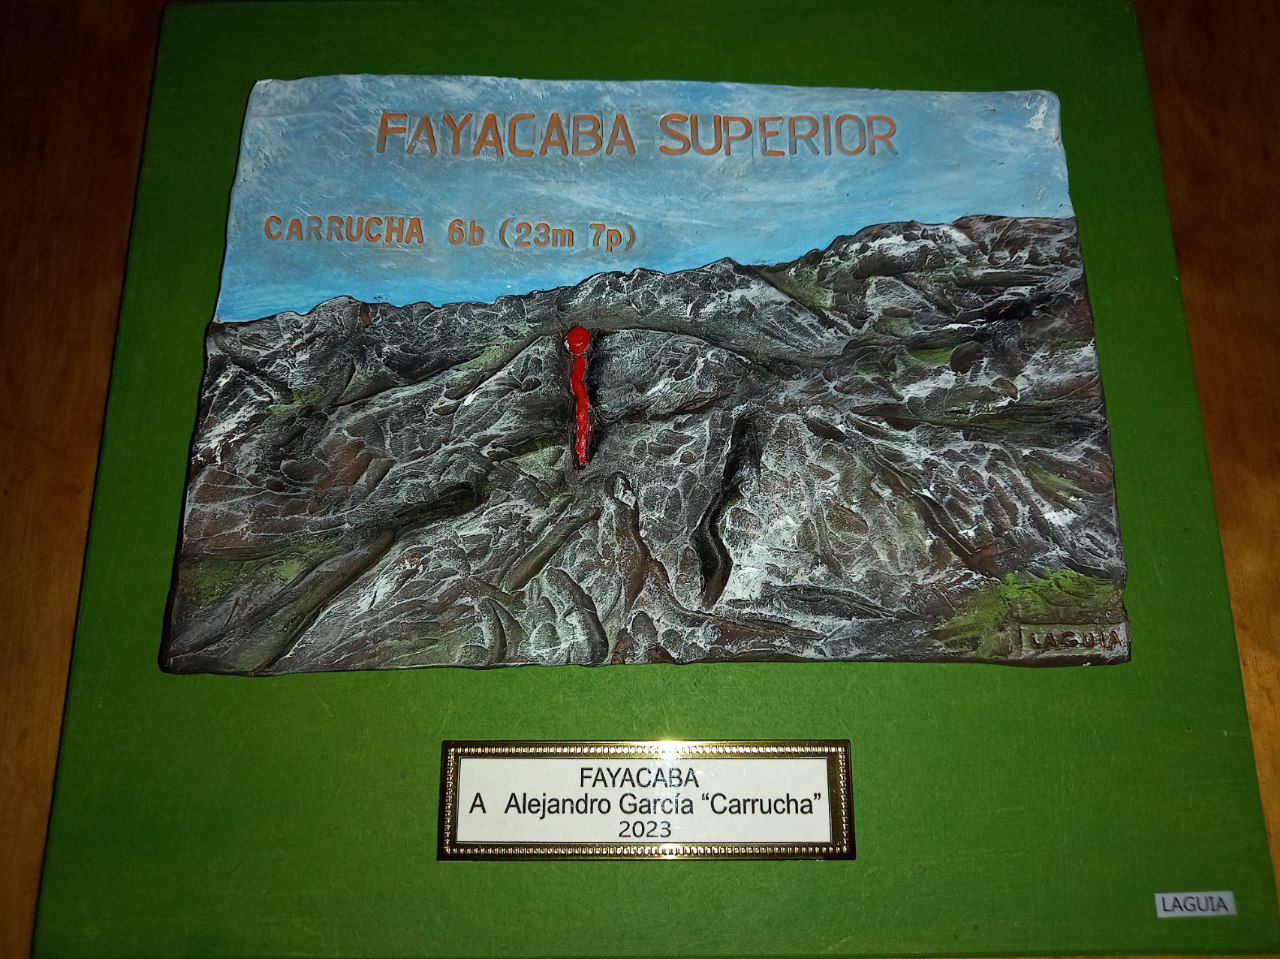 FAYACABA SUPERIOR
CARRUCHA 6b (23m 7p)
LAGUIA
FAYACABA
A Alejandro García “Carrucha”
2023
LAGUIA